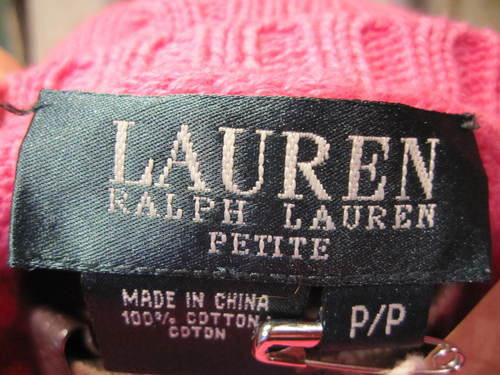 LAUREN
RALPH LAUREN
PETITE
MADE IN CHINA
100% COTTON
COTON
P/P